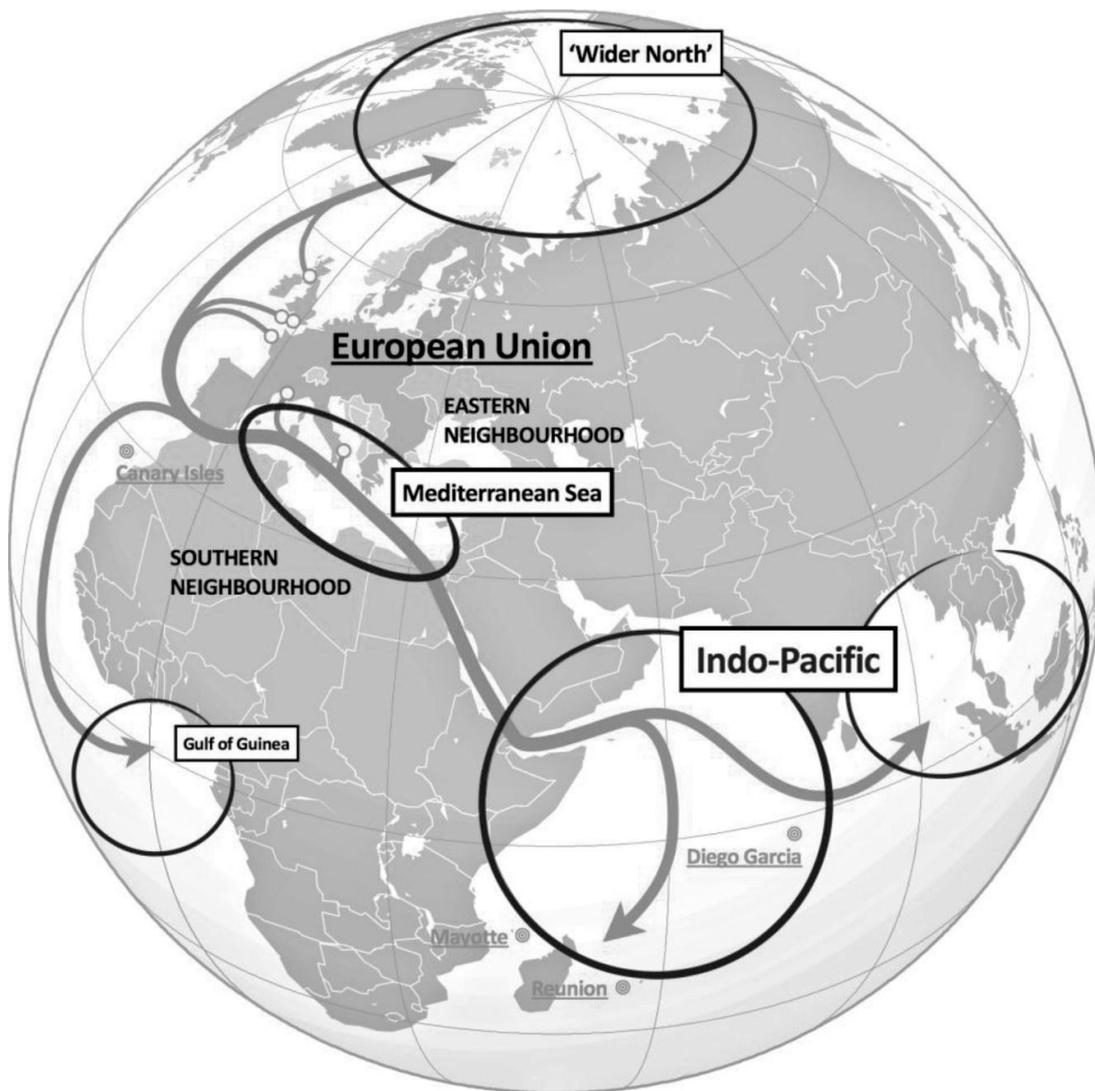 ‘Wider North’
European Union
EASTERN
NEIGHBOURHOOD
Canary Isles
Mediterranean Sea
SOUTHERN
NEIGHBOURHOOD
Indo-Pacific
Gulf of Guinea
Diego Garcia
Mayotte
Reunion